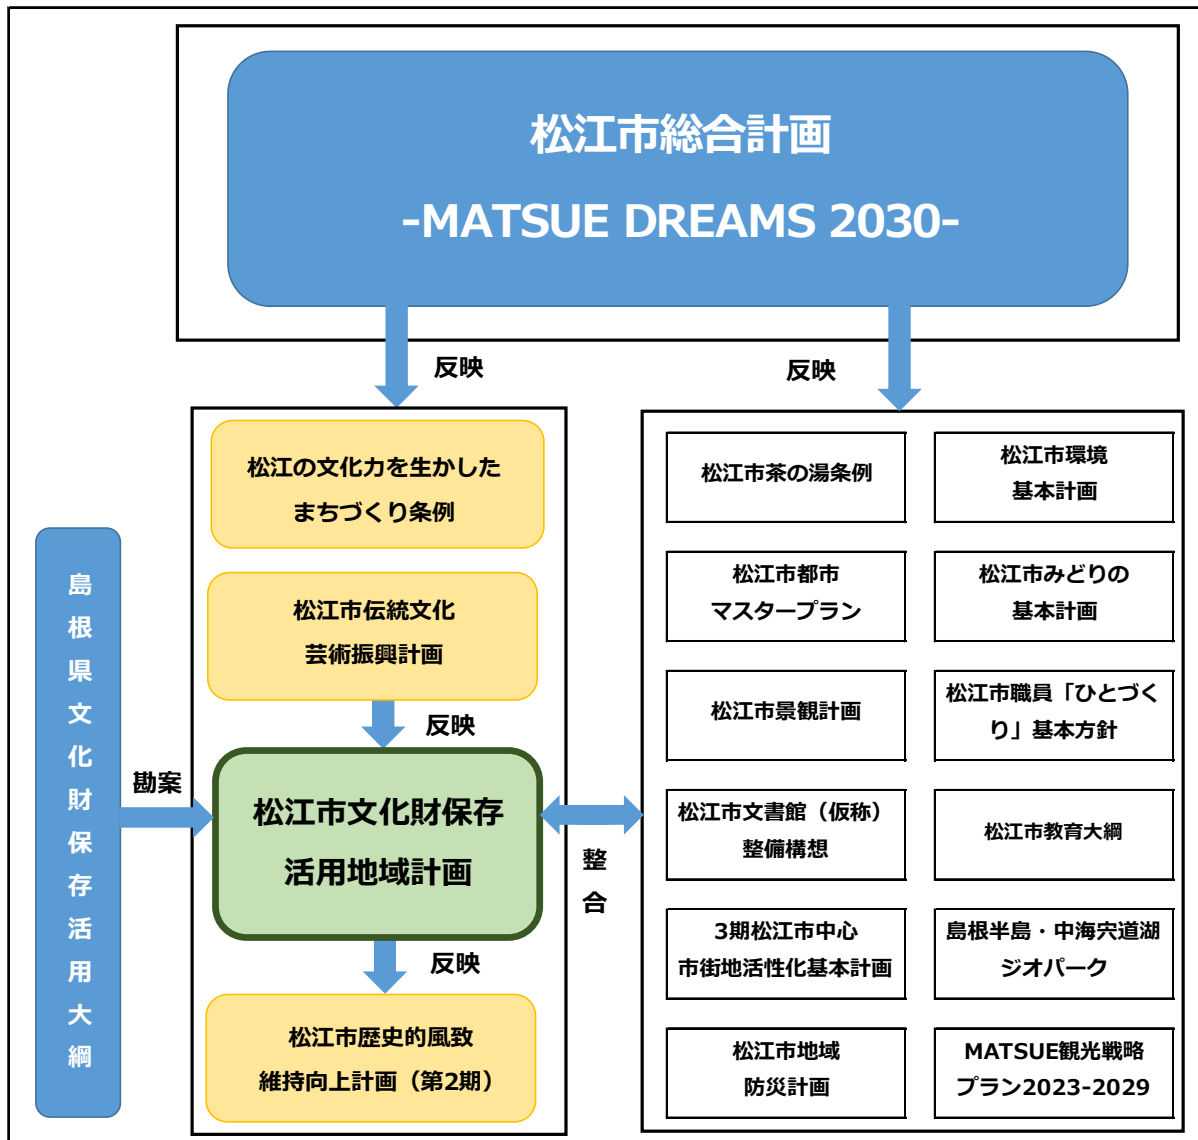 松江市総合計画
-MATSUE DREAMS 2030-
反映
反映
松江の文化力を生かした
まちづくり条例
松江市伝統文化
芸術振興計画
反映
島根県文化財保存活用大綱
勘案
松江市文化財保存
活用地域計画
整合
反映
松江市歴史的風致
維持向上計画（第2期）
松江市茶の湯条例
松江市環境
基本計画
松江市都市
マスタープラン
松江市みどりの
基本計画
松江市景観計画
松江市職員「ひとづく
り」基本方針
松江市文書館（仮称）
整備構想
松江市教育大綱
3期松江市中心
市街地活性化基本計画
島根半島・中海宍道湖
ジオパーク
松江市地域
防災計画
MATSUE観光戦略
プラン2023-2029